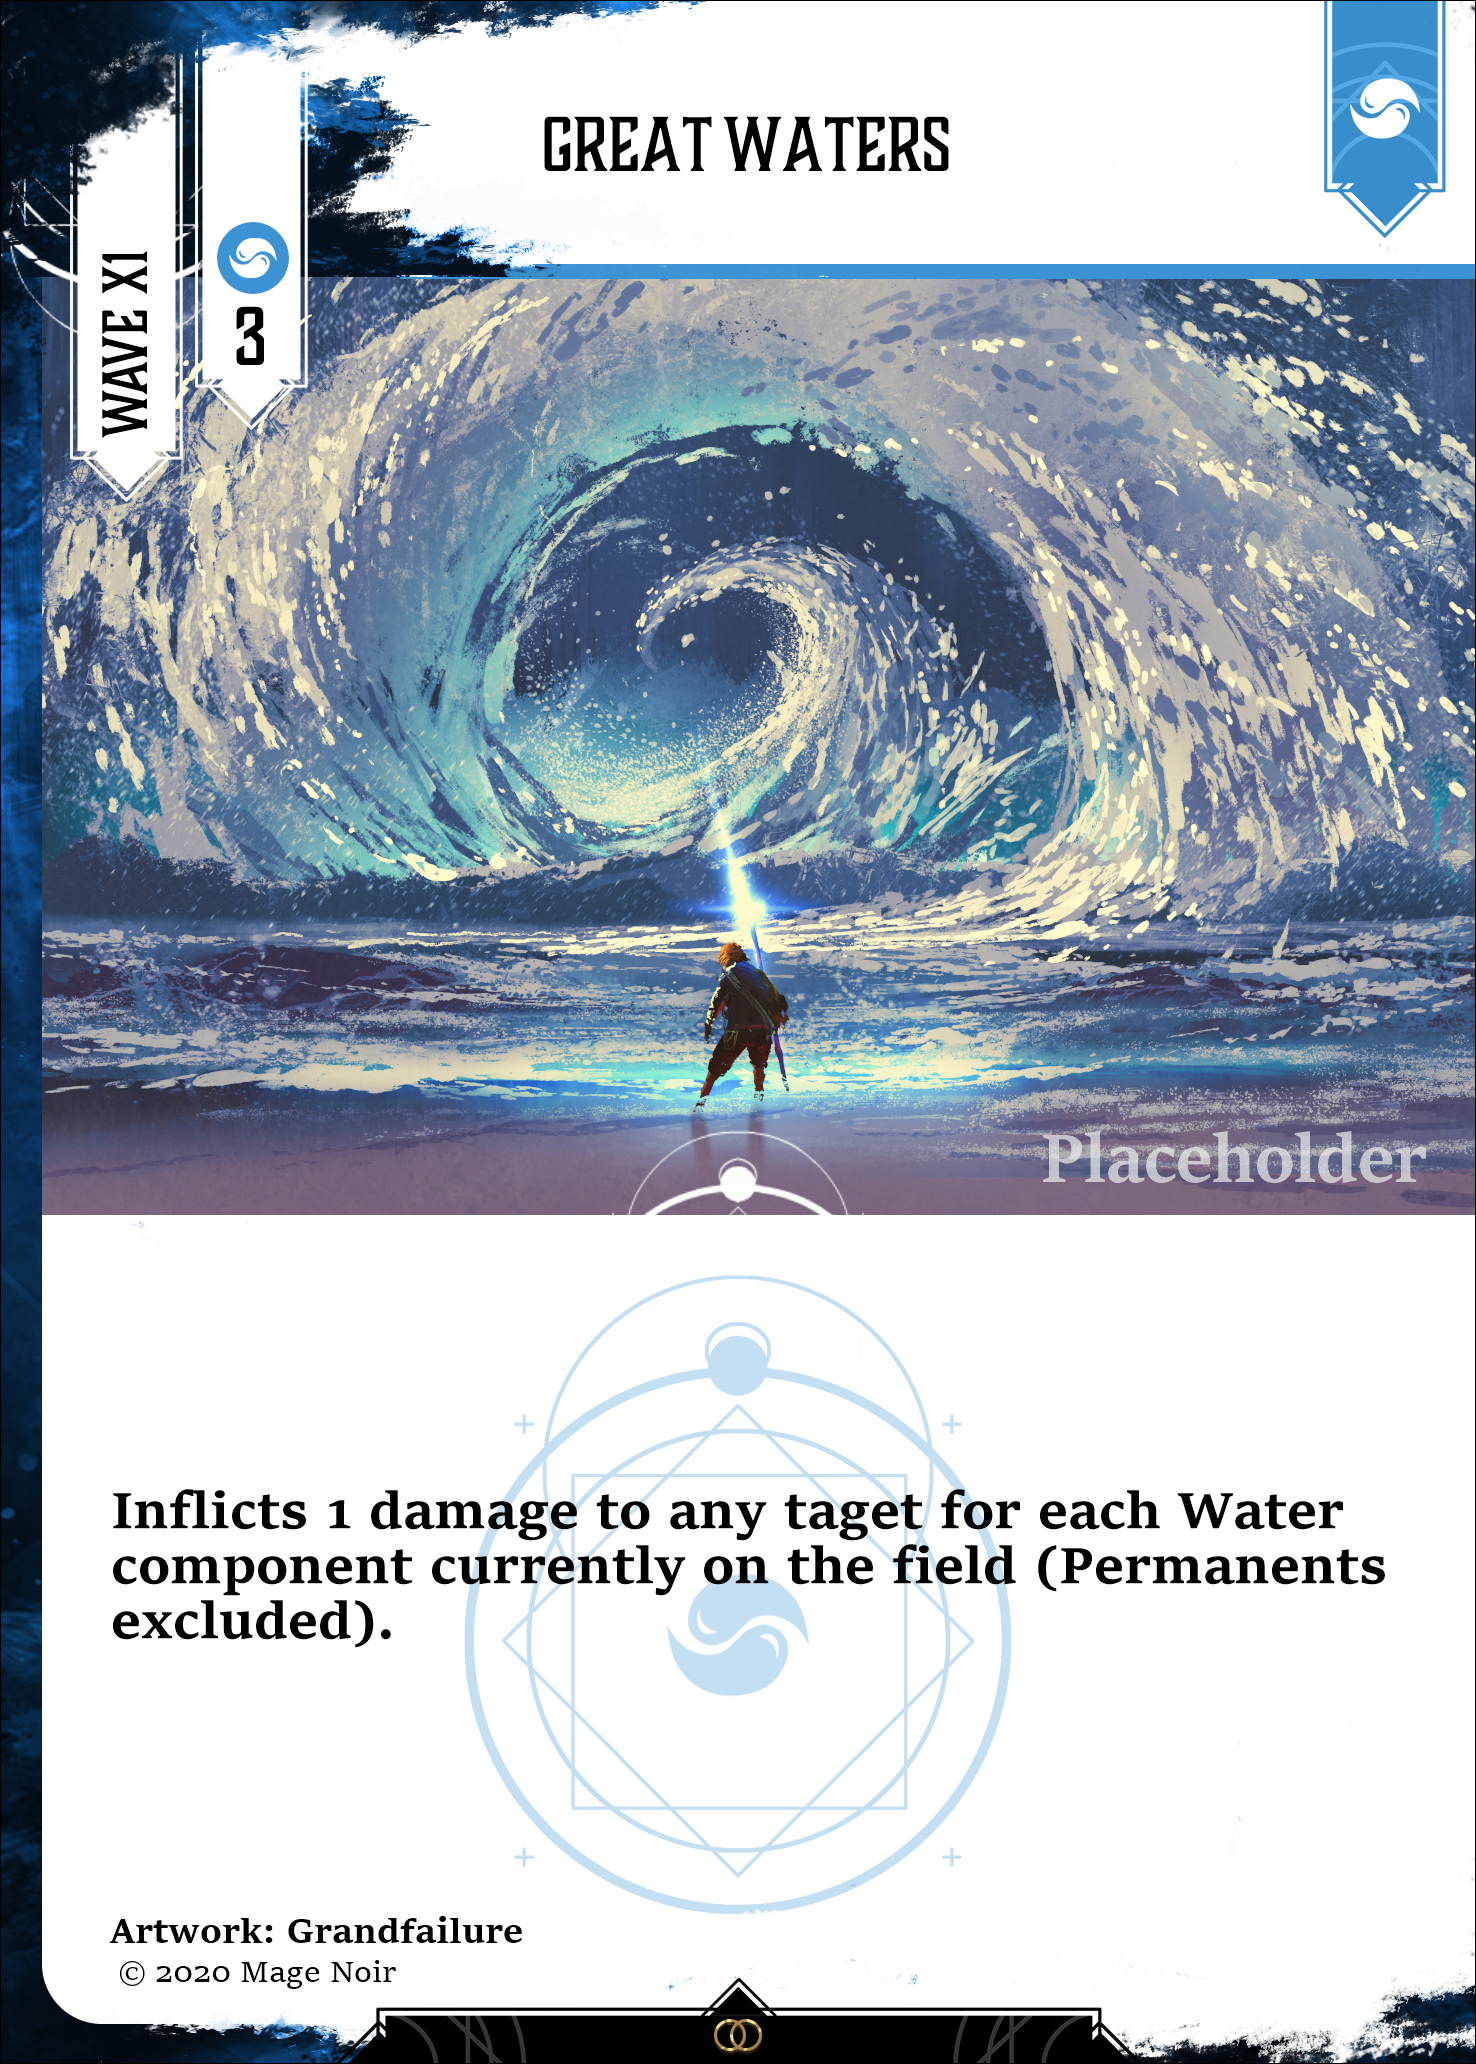 GREAT WATERS
WAVE X1
3
Placeholder
Inflicts 1 damage to any taget for each Water
component currently on the field (Permanents
excluded).
Artwork: Grandfailure
© 2020 Mage Noir